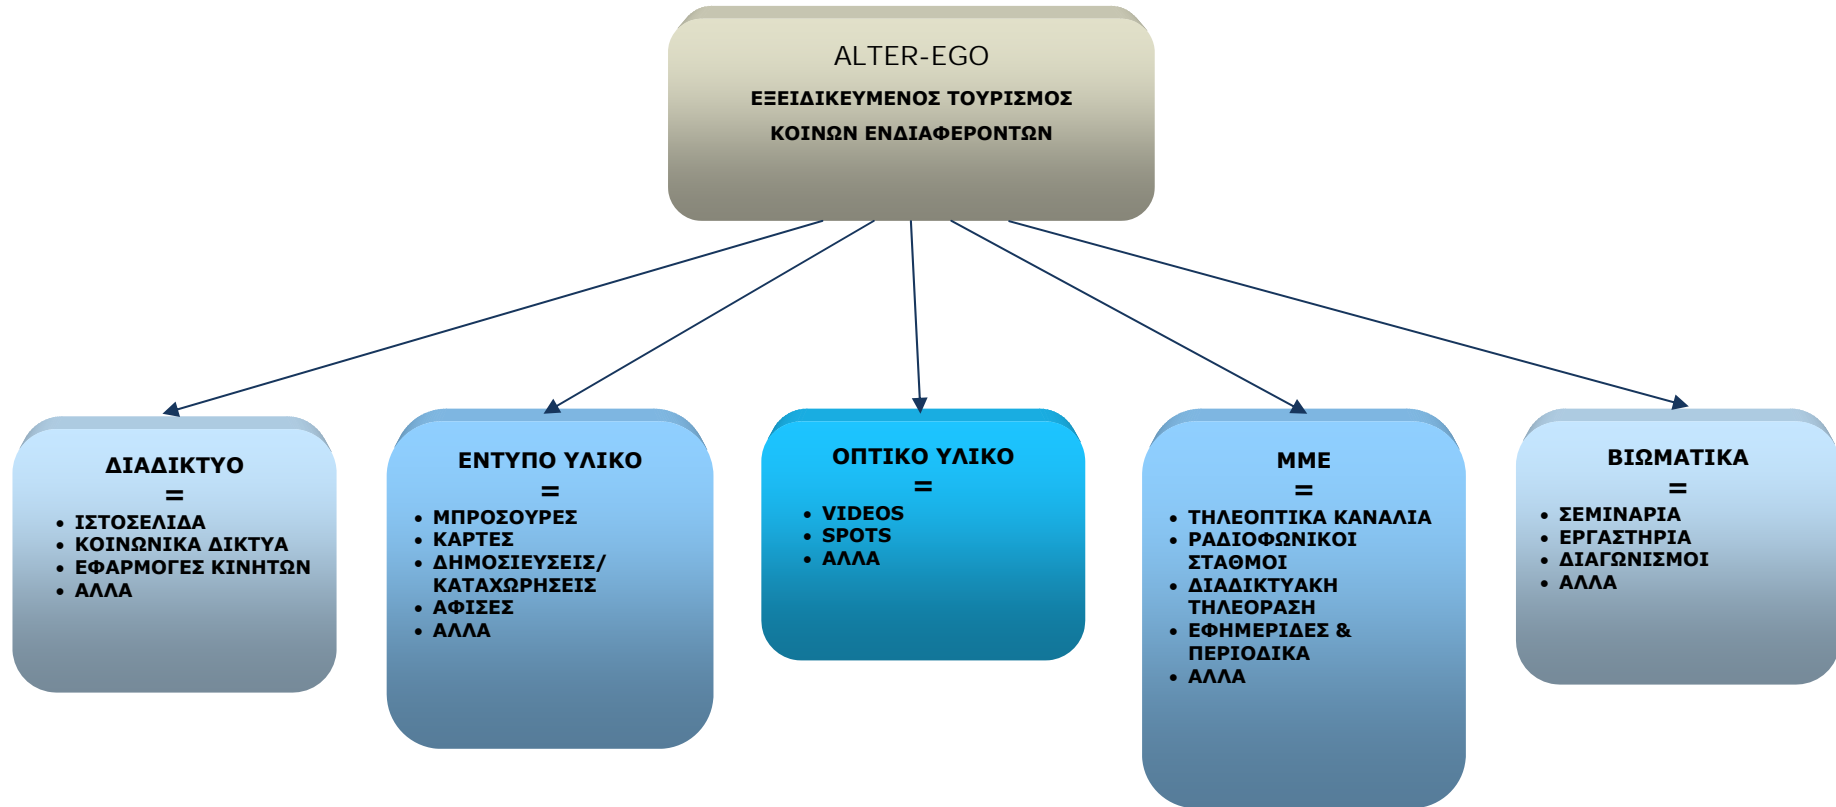 ALTER-EGO
ΕΞΕΙΔΙΚΕΥΜΕΝΟΣ ΤΟΥΡΙΣΜΟΣ
ΚΟΙΝΩΝ ΕΝΔΙΑΦΕΡΟΝΤΩΝ
ΔΙΑΔΙΚΤΥΟ
=
• ΙΣΤΟΣΕΛΙΔΑ
• ΚΟΙΝΩΝΙΚΑ ΔΙΚΤΥΑ
• ΕΦΑΡΜΟΓΕΣ ΚΙΝΗΤΩΝ
• ΑΛΛΑ
ΕΝΤΥΠΟ ΥΛΙΚΟ
=
• ΜΠΡΟΣΟΥΡΕΣ
• ΚΑΡΤΕΣ
• ΔΗΜΟΣΙΕΥΣΕΙΣ/
ΚΑΤΑΧΩΡΗΣΕΙΣ
• ΑΦΙΣΕΣ
• ΑΛΛΑ
ΟΠΤΙΚΟ ΥΛΙΚΟ
=
• VIDEOS
• SPOTS
• ΑΛΛΑ
ΜΜΕ
=
• ΤΗΛΕΟΠΤΙΚΑ ΚΑΝΑΛΙΑ
• ΡΑΔΙΟΦΩΝΙΚΟΙ
ΣΤΑΘΜΟΙ
• ΔΙΑΔΙΚΤΥΑΚΗ
ΤΗΛΕΟΡΑΣΗ
• ΕΦΗΜΕΡΙΔΕΣ &
ΠΕΡΙΟΔΙΚΑ
• ΑΛΛΑ
ΒΙΩΜΑΤΙΚΑ
=
• ΣΕΜΙΝΑΡΙΑ
• ΕΡΓΑΣΤΗΡΙΑ
• ΔΙΑΓΩΝΙΣΜΟΙ
• ΑΛΛΑ